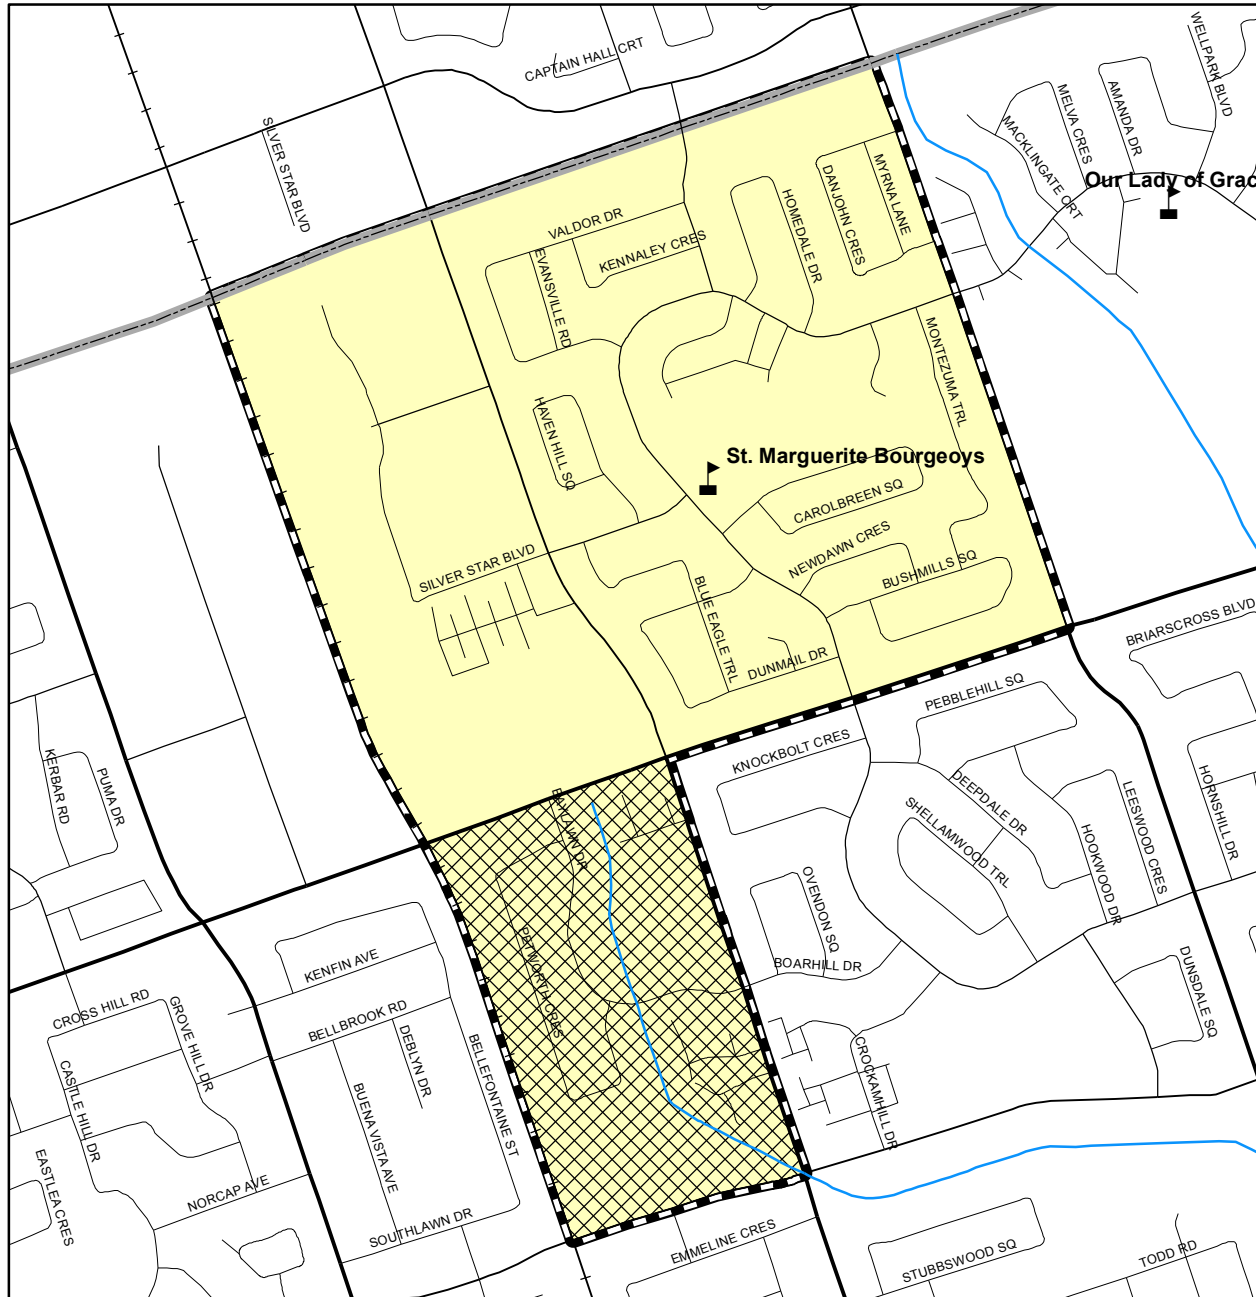 WELLPARK BLVD
CAPTAIN HALL CRT
MELVA CRES
AMANDA DR
SILVER STAR BLVD
MACKLINGATE CRT
Our Lady of Grac
MYRNA LANE
DANJOHN CRES
HOMEDALE DR
VALDOR DR
KENNALEY CRES
EVANSVILLE RD
MONTEZUMA TRL
HAVEN HILL SQ
St. Marguerite Bourgeoys
CAROLBREEN SQ
NEWDAWN CRES
SILVER STAR BLVD
BUSHMILLS SQ
BLUE EAGLE TRL
BRIARSCROSS BLVD
DUNMAIL DR
PEBBLEHILL SQ
KNOCKBOLT CRES
KERBAR RD
PUMA DR
BAYLAWN DR
DEEPDALE DR
HORNSHILL DR
LEESWOOD CRES
SHELLAMWOOD TRL
HOOKWOOD DR
OVENDON SQ
PETWORTH CRES
KENFIN AVE
BOARHILL DR
DUNSDALE SQ
CROSS HILL RD
GROVE HILL DR
BELLBROOK RD
DEBLYN DR
BELLEFONTAINE ST
CASTLE HILL DR
BUENA VISTA AVE
CROCKAMHILL DR
EASTLEA CRES
NORCAP AVE
SOUTHLAWN DR
EMMELINE CRES
STUBBSWOOD SQ
TODD RD